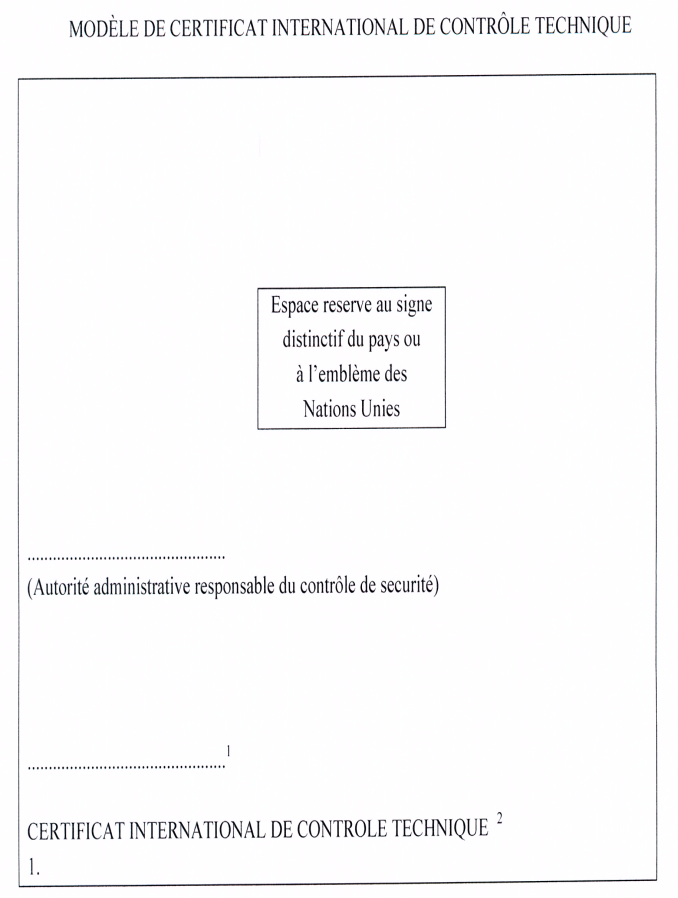 MODÈLE DE CERTIFICAT INTERNATIONAL DE CONTRÔLE TECHNIQUE
Espace reserve au signe
distinctif du pays ou
à l’emblème des
Nations Unies
...............................................
(Autorité administrative responsable du contrôle de securité)
............................................... 1
CERTIFICAT INTERNATIONAL DE CONTROLE TECHNIQUE 2
1.